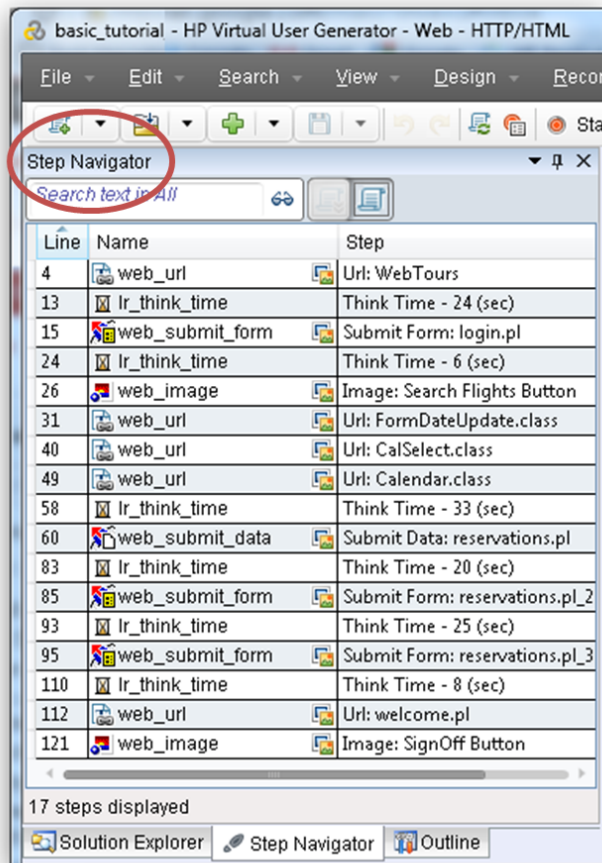 basic_tutorial - HP Virtual User Generator - Web - HTTP/HTML
File Edit Search View Design Recor
Sta
Step Navigator
Search text in All
Line Name Step
4 web_url Url: WebTours
13 lr_think_time Think Time - 24 (sec)
15 web_submit_form Submit Form: login.pl
24 lr_think_time Think Time - 6 (sec)
26 web_image Image: Search Flights Button
31 web_url Url: FormDateUpdate.class
40 web_url Url: CalSelect.class
49 web_url Url: Calendar.class
58 lr_think_time Think Time - 33 (sec)
60 web_submit_data Submit Data: reservations.pl
83 lr_think_time Think Time - 20 (sec)
85 web_submit_form Submit Form: reservations.pl_2
93 lr_think_time Think Time - 25 (sec)
95 web_submit_form Submit Form: reservations.pl_3
110 lr_think_time Think Time - 8 (sec)
112 web_url Url: welcome.pl
121 web_image Image: SignOff Button
17 steps displayed
Solution Explorer Step Navigator Outline